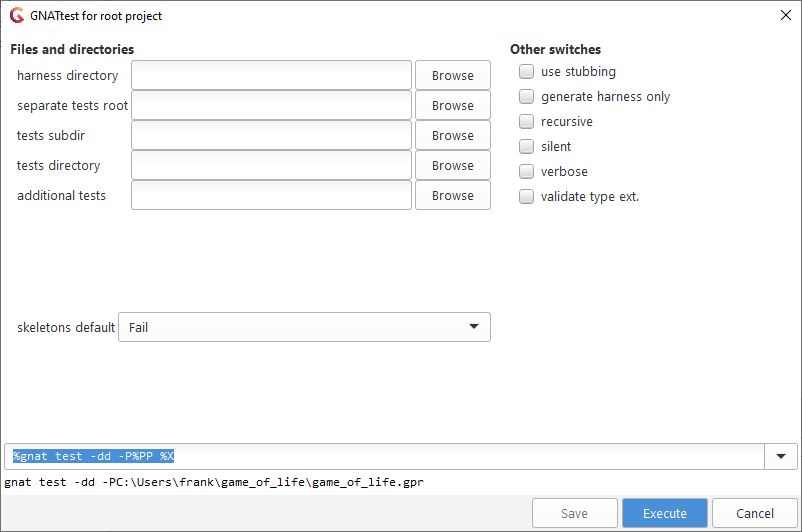 GNATtest for root project
Files and directories
harness directory Browse
separate tests root Browse
tests subdir Browse
tests directory Browse
additional tests Browse
skeletons default Fail
Other switches
use stubbing
generate harness only
recursive
silent
verbose
validate type ext.
%gnat test -dd -P%PP %X
gnat test -dd -PC:\Users\frank\game_of_life\game_of_life.gpr
Save Execute Cancel